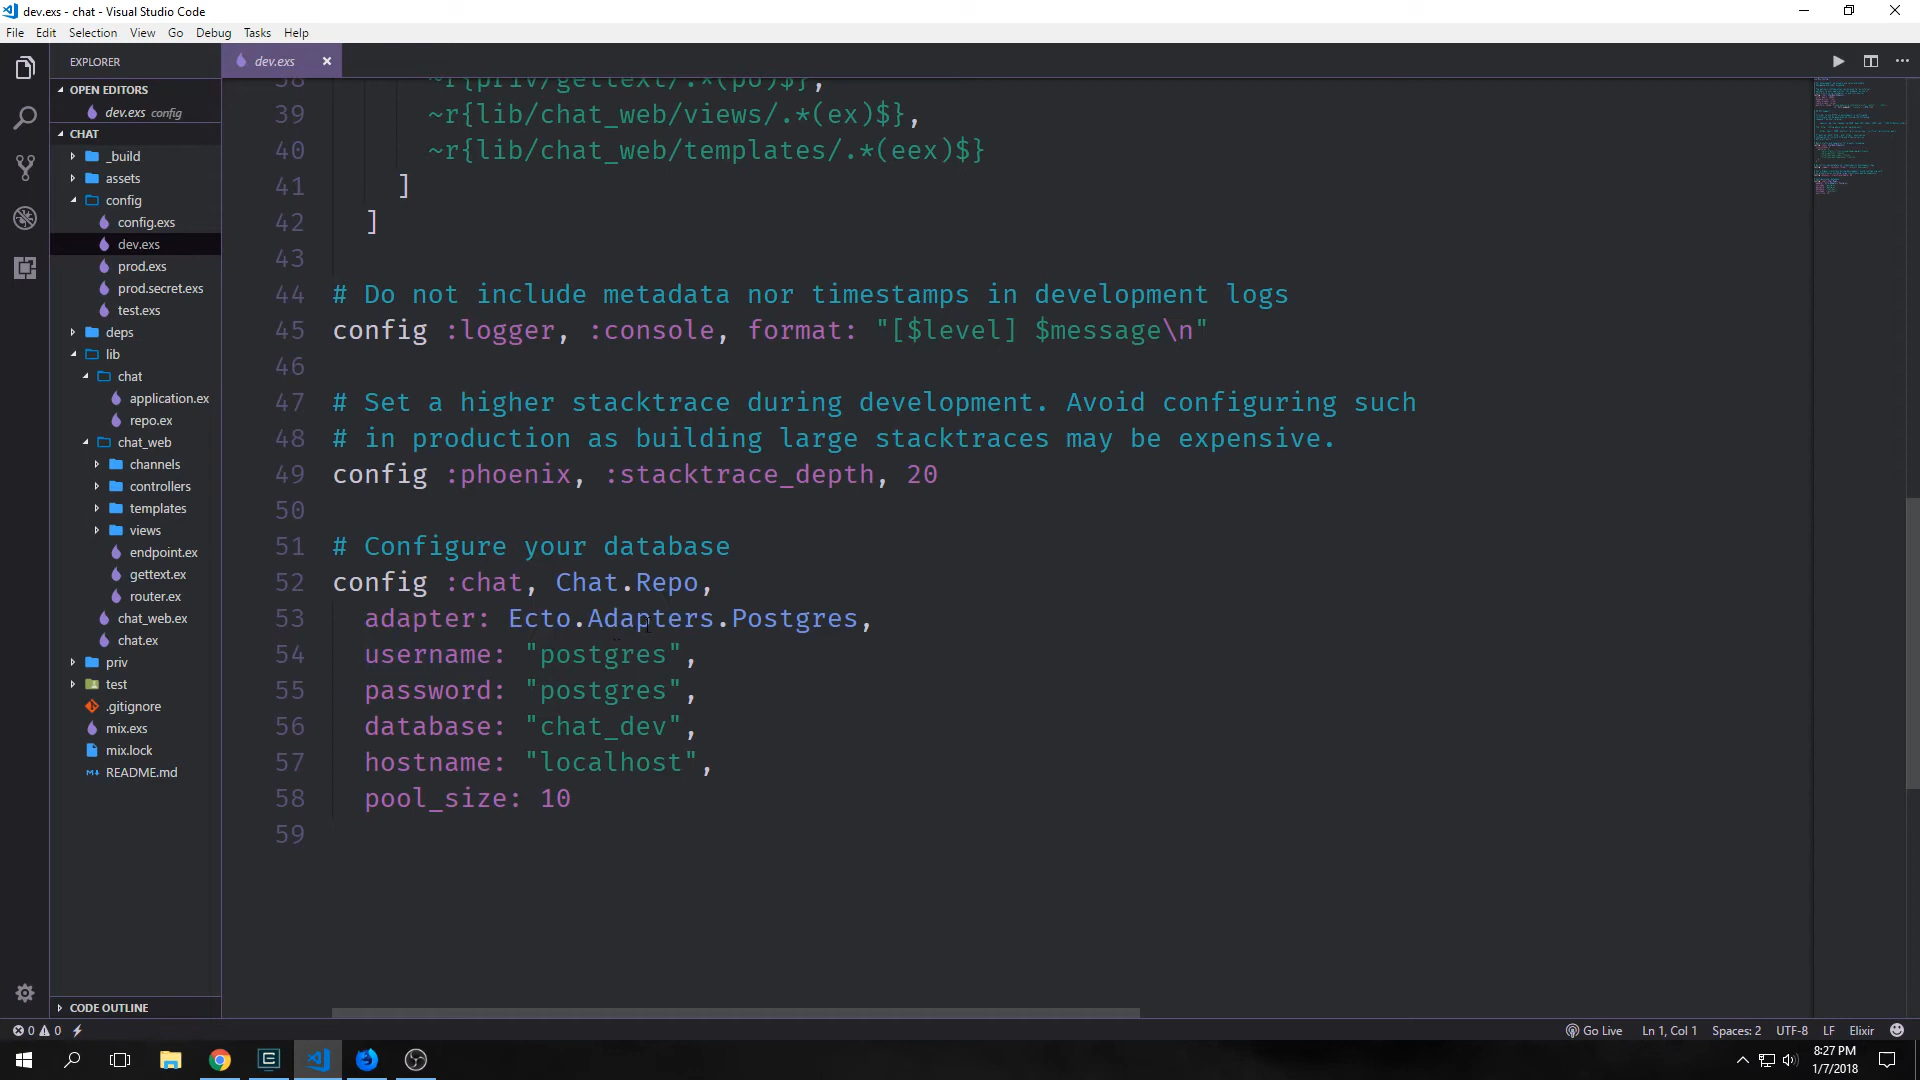 dev.exs - chat - Visual Studio Code
File Edit Selection View Go Debug Tasks Help
EXPLORER
OPEN EDITORS
dev.exs config
CHAT
_build
assets
config
config.exs
dev.exs
prod.exs
prod.secret.exs
test.exs
deps
lib
chat
application.ex
repo.ex
chat_web
channels
controllers
templates
views
endpoint.ex
gettext.ex
router.ex
chat_web.ex
chat.ex
priv
test
.gitignore
mix.exs
mix.lock
README.md
CODE OUTLINE
dev.exs
38 ~r{priv/gettext/.*(po)$},
39 ~r{lib/chat_web/views/.*(ex)$},
40 ~r{lib/chat_web/templates/.*(eex)$}
41 ]
42 ]
43
44 # Do not include metadata nor timestamps in development logs
45 config :logger, :console, format: "[$level] $message\n"
46
47 # Set a higher stacktrace during development. Avoid configuring such
48 # in production as building large stacktraces may be expensive.
49 config :phoenix, :stacktrace_depth, 20
50
51 # Configure your database
52 config :chat, Chat.Repo,
53 adapter: Ecto.Adapters.Postgres,
54 username: "postgres",
55 password: "postgres",
56 database: "chat_dev",
57 hostname: "localhost",
58 pool_size: 10
59
0 0 Go Live Ln 1, Col 1 Spaces: 2 UTF-8 LF Elixir
8:27 PM
1/7/2018